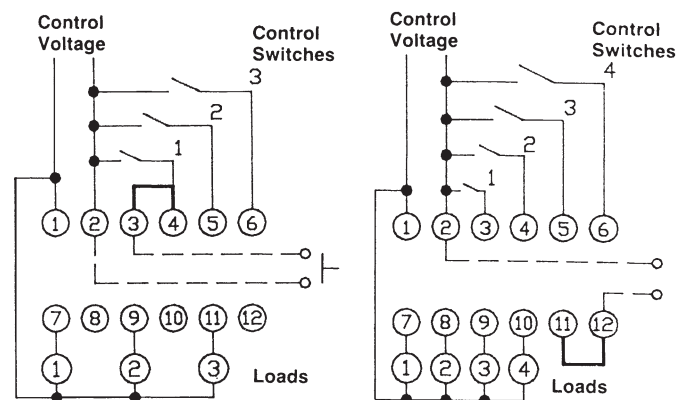 Control
Voltage
Control
Switches
3
2
1
1 2 3 4 5 6
7 8 9 10 11 12
1 2 3
Loads
Control
Voltage
Control
Switches
4
3
2
1
1 2 3 4 5 6
7 8 9 10 11 12
1 2 3 4
Loads